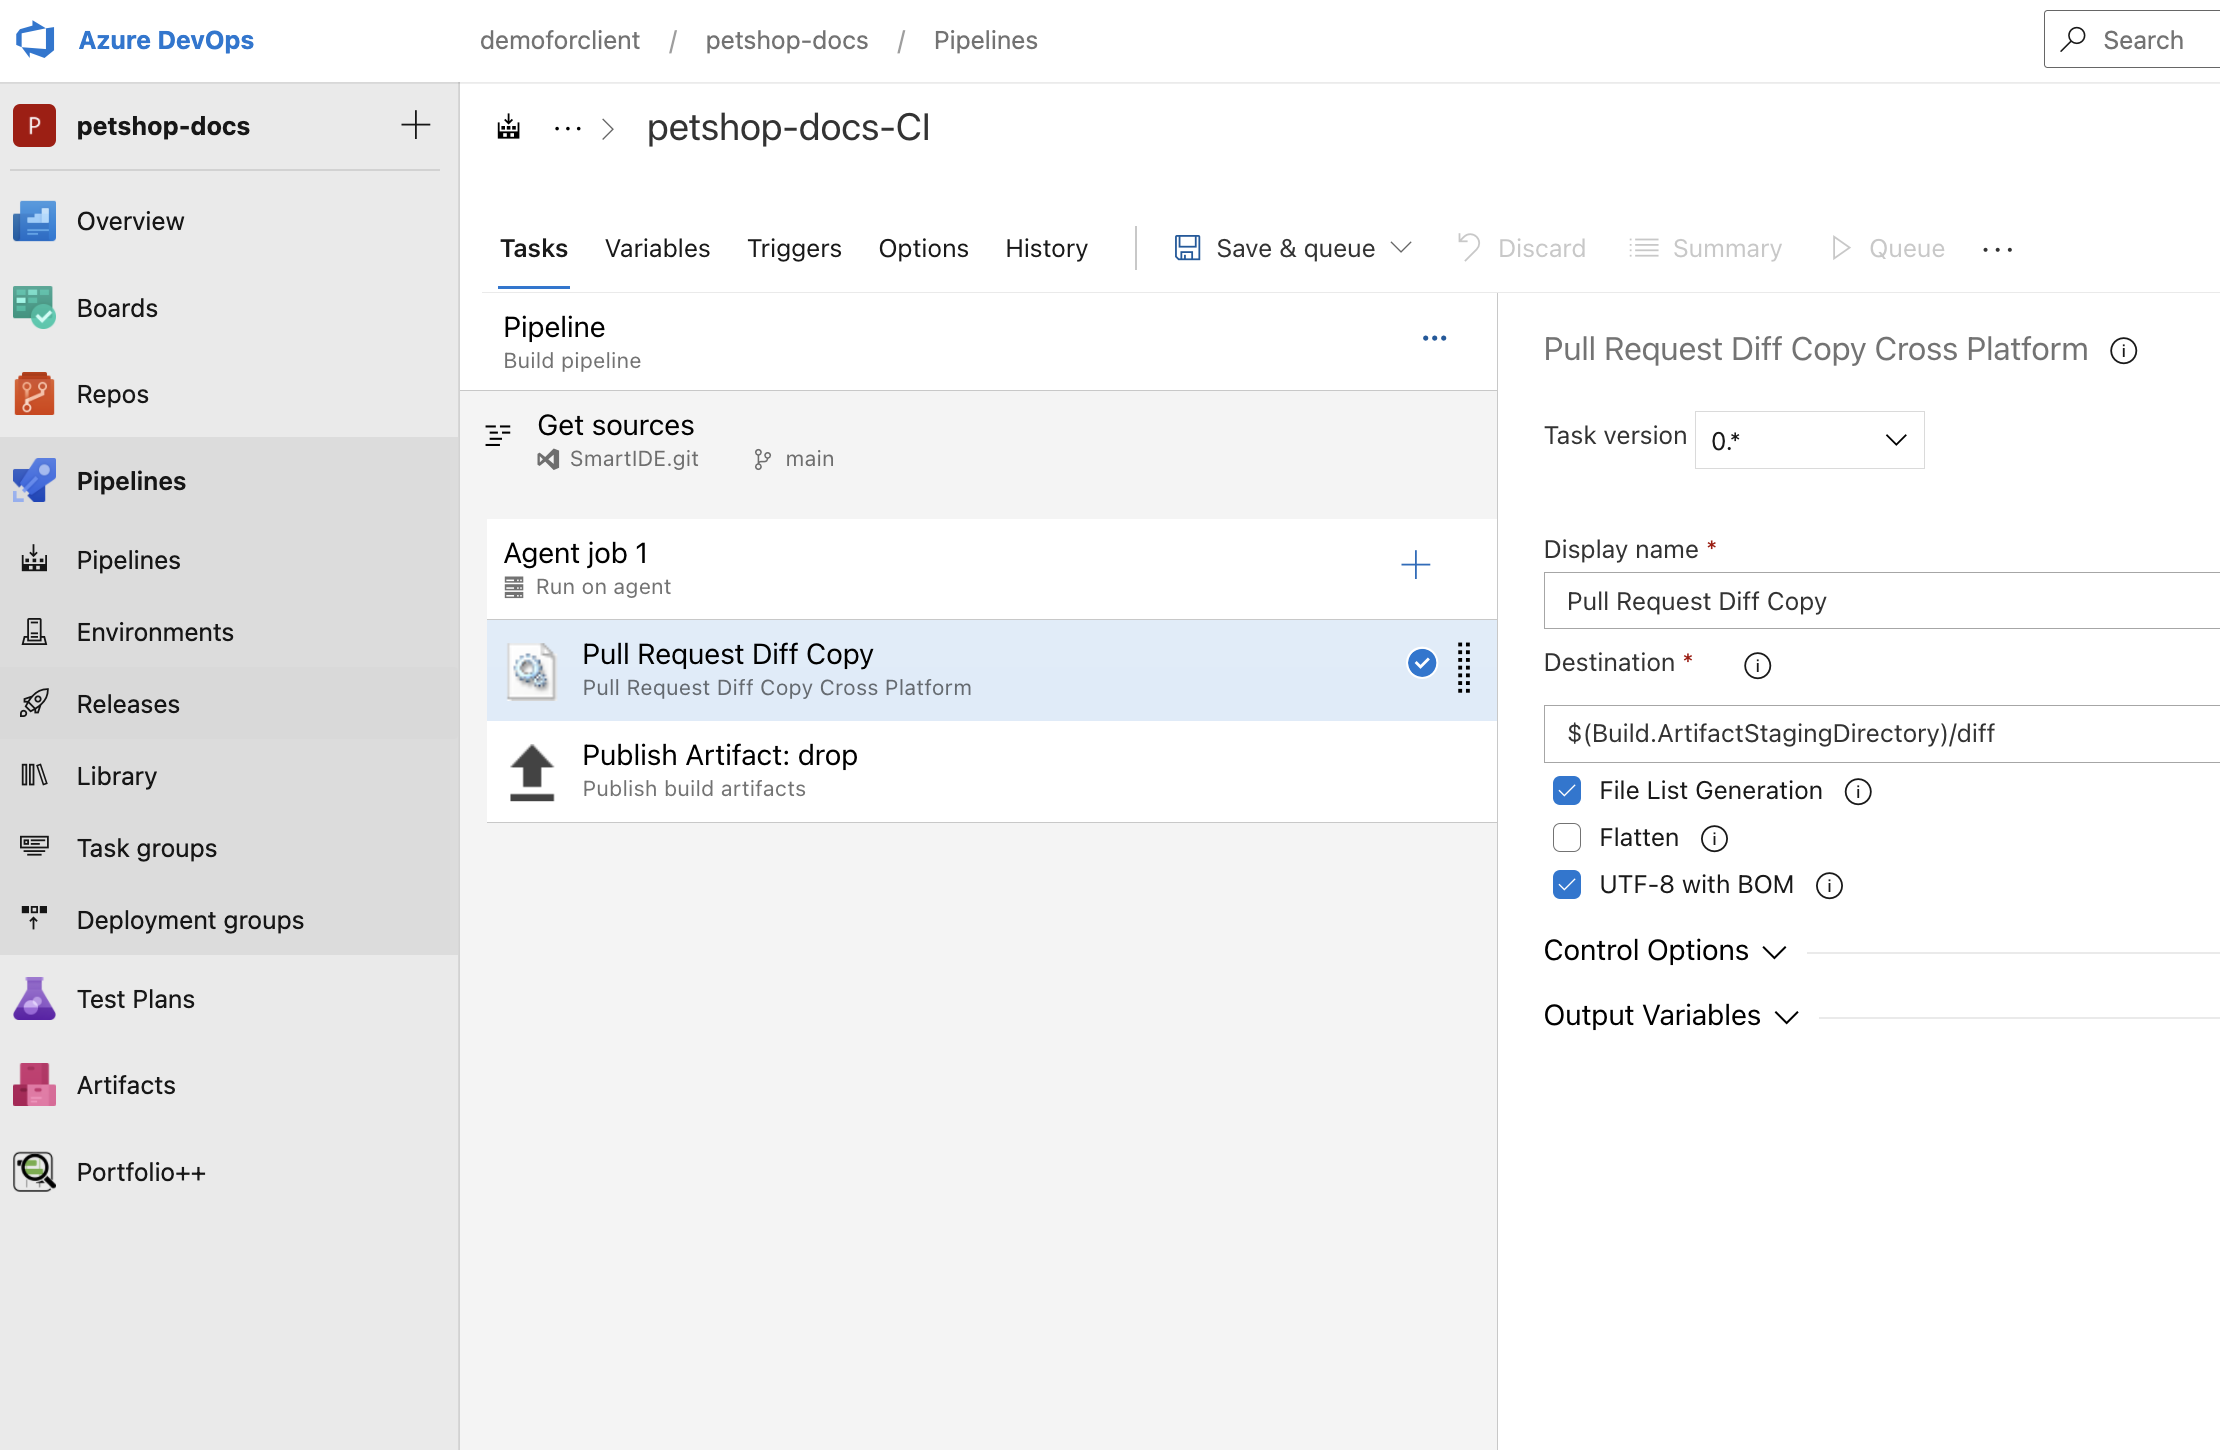 Azure DevOps
demoforclient / petshop-docs / Pipelines
Search
P petshop-docs
Overview
Boards
Repos
Pipelines
Pipelines
Environments
Releases
Library
Task groups
Deployment groups
Test Plans
Artifacts
Portfolio++
... > petshop-docs-CI
Tasks Variables Triggers Options History Save & queue Discard Summary Queue ...
Pipeline
Build pipeline
Get sources
SmartIDE.git main
Agent job 1
Run on agent
Pull Request Diff Copy
Pull Request Diff Copy Cross Platform
Publish Artifact: drop
Publish build artifacts
Pull Request Diff Copy Cross Platform
Task version 0.*
Display name *
Pull Request Diff Copy
Destination *
$(Build.ArtifactStagingDirectory)/diff
File List Generation
Flatten
UTF-8 with BOM
Control Options
Output Variables